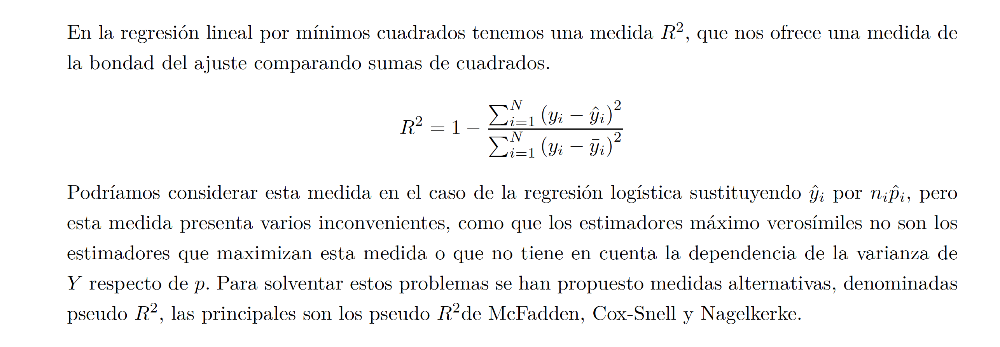 En la regresión lineal por mínimos cuadrados tenemos una medida $R^2$, que nos ofrece una medida de
la bondad del ajuste comparando sumas de cuadrados.
$R^2 = 1 - \frac{\sum_{i=1}^{N} (y_i - \hat{y}_i)^2}{\sum_{i=1}^{N} (y_i - \bar{y}_i)^2}$
Podríamos considerar esta medida en el caso de la regresión logística sustituyendo $\hat{y}_i$ por $n_i\hat{p}_i$, pero
esta medida presenta varios inconvenientes, como que los estimadores máximo verosímiles no son los
estimadores que maximizan esta medida o que no tiene en cuenta la dependencia de la varianza de
$Y$ respecto de $p$. Para solventar estos problemas se han propuesto medidas alternativas, denominadas
pseudo $R^2$, las principales son los pseudo $R^2$de McFadden, Cox-Snell y Nagelkerke.